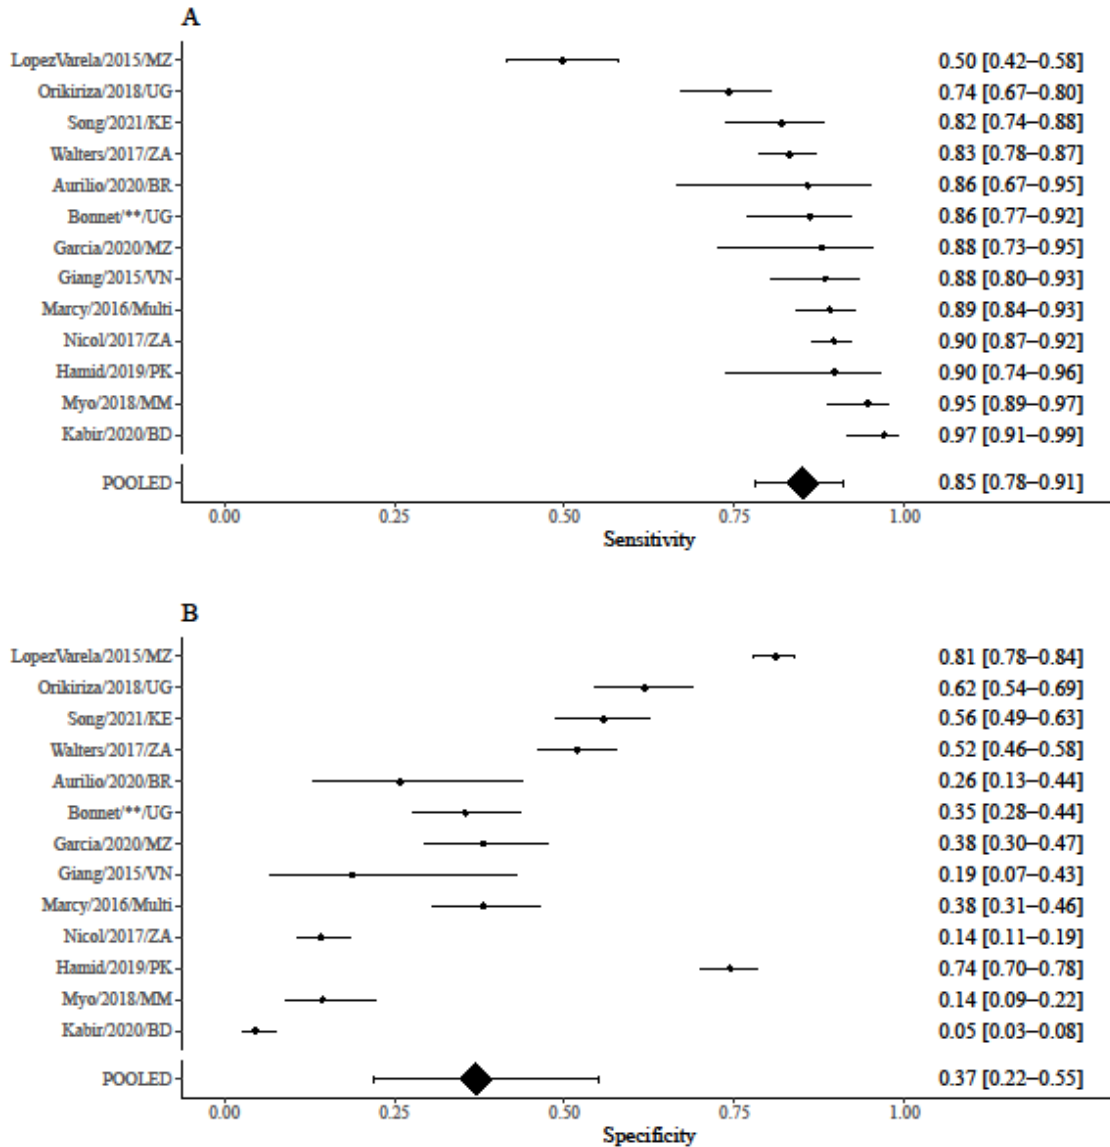 A
LopezVarela/2015/MZ 0.50 [0.42–0.58]
Orikiriza/2018/UG 0.74 [0.67–0.80]
Song/2021/KE 0.82 [0.74–0.88]
Walters/2017/ZA 0.83 [0.78–0.87]
Aurilio/2020/BR 0.86 [0.67–0.95]
Bonnet/**/UG 0.86 [0.77–0.92]
Garcia/2020/MZ 0.88 [0.73–0.95]
Giang/2015/VN 0.88 [0.80–0.93]
Marcy/2016/Multi 0.89 [0.84–0.93]
Nicol/2017/ZA 0.90 [0.87–0.92]
Hamid/2019/PK 0.90 [0.74–0.96]
Myo/2018/MM 0.95 [0.89–0.97]
Kabir/2020/BD 0.97 [0.91–0.99]
POOLED 0.85 [0.78–0.91]
0.00 0.25 0.50 0.75 1.00
Sensitivity
B
LopezVarela/2015/MZ 0.81 [0.78–0.84]
Orikiriza/2018/UG 0.62 [0.54–0.69]
Song/2021/KE 0.56 [0.49–0.63]
Walters/2017/ZA 0.52 [0.46–0.58]
Aurilio/2020/BR 0.26 [0.13–0.44]
Bonnet/**/UG 0.35 [0.28–0.44]
Garcia/2020/MZ 0.38 [0.30–0.47]
Giang/2015/VN 0.19 [0.07–0.43]
Marcy/2016/Multi 0.38 [0.31–0.46]
Nicol/2017/ZA 0.14 [0.11–0.19]
Hamid/2019/PK 0.74 [0.70–0.78]
Myo/2018/MM 0.14 [0.09–0.22]
Kabir/2020/BD 0.05 [0.03–0.08]
POOLED 0.37 [0.22–0.55]
0.00 0.25 0.50 0.75 1.00
Specificity